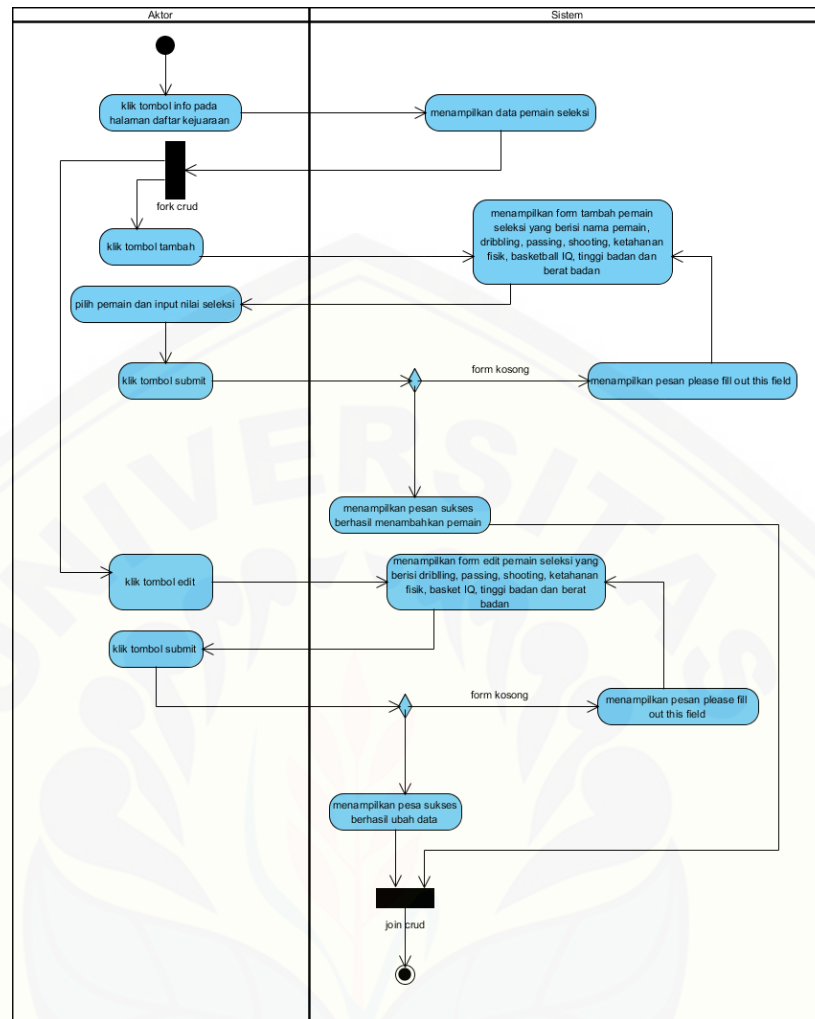 Aktor
Sistem
klik tombol info pada
halaman daftar kejuaraan
menampilkan data pemain seleksi
fork crud
klik tombol tambah
menampilkan form tambah pemain
seleksi yang berisi nama pemain,
dribbling, passing, shooting, ketahanan
fisik, basketball IQ, tinggi badan dan
berat badan
pilih pemain dan input nilai seleksi
klik tombol submit
form kosong
menampilkan pesan please fill out this field
menampilkan pesan sukses
berhasil menambahkan pemain
klik tombol edit
menampilkan form edit pemain seleksi yang
berisi driblling, passing, shooting, ketahanan
fisik, basket IQ, tinggi badan dan berat
badan
klik tombol submit
form kosong
menampilkan pesan please fill
out this field
menampilkan pesa sukses
berhasil ubah data
join crud
UNIVERSITAS